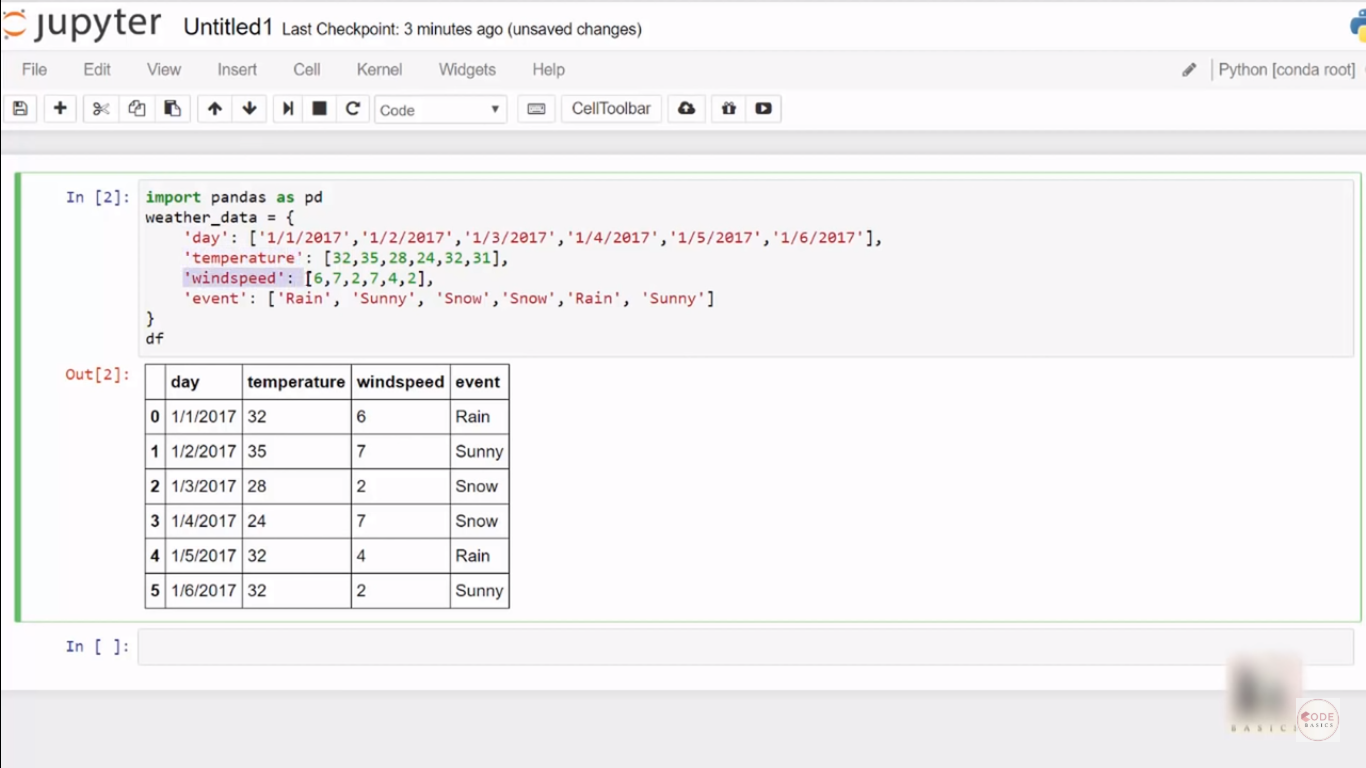 jupyter Untitled1 Last Checkpoint: 3 minutes ago (unsaved changes)
File Edit View Insert Cell Kernel Widgets Help Python [conda root]
Code CellToolbar
In [2]: import pandas as pd
weather_data = {
'day': ['1/1/2017','1/2/2017','1/3/2017','1/4/2017','1/5/2017','1/6/2017'],
'temperature': [32,35,28,24,32,31],
'windspeed': [6,7,2,7,4,2],
'event': ['Rain', 'Sunny', 'Snow','Snow','Rain', 'Sunny']
}
df
Out[2]:
day temperature windspeed event
0 1/1/2017 32 6 Rain
1 1/2/2017 35 7 Sunny
2 1/3/2017 28 2 Snow
3 1/4/2017 24 7 Snow
4 1/5/2017 32 4 Rain
5 1/6/2017 32 2 Sunny
In [ ]:
CODE
BASICS